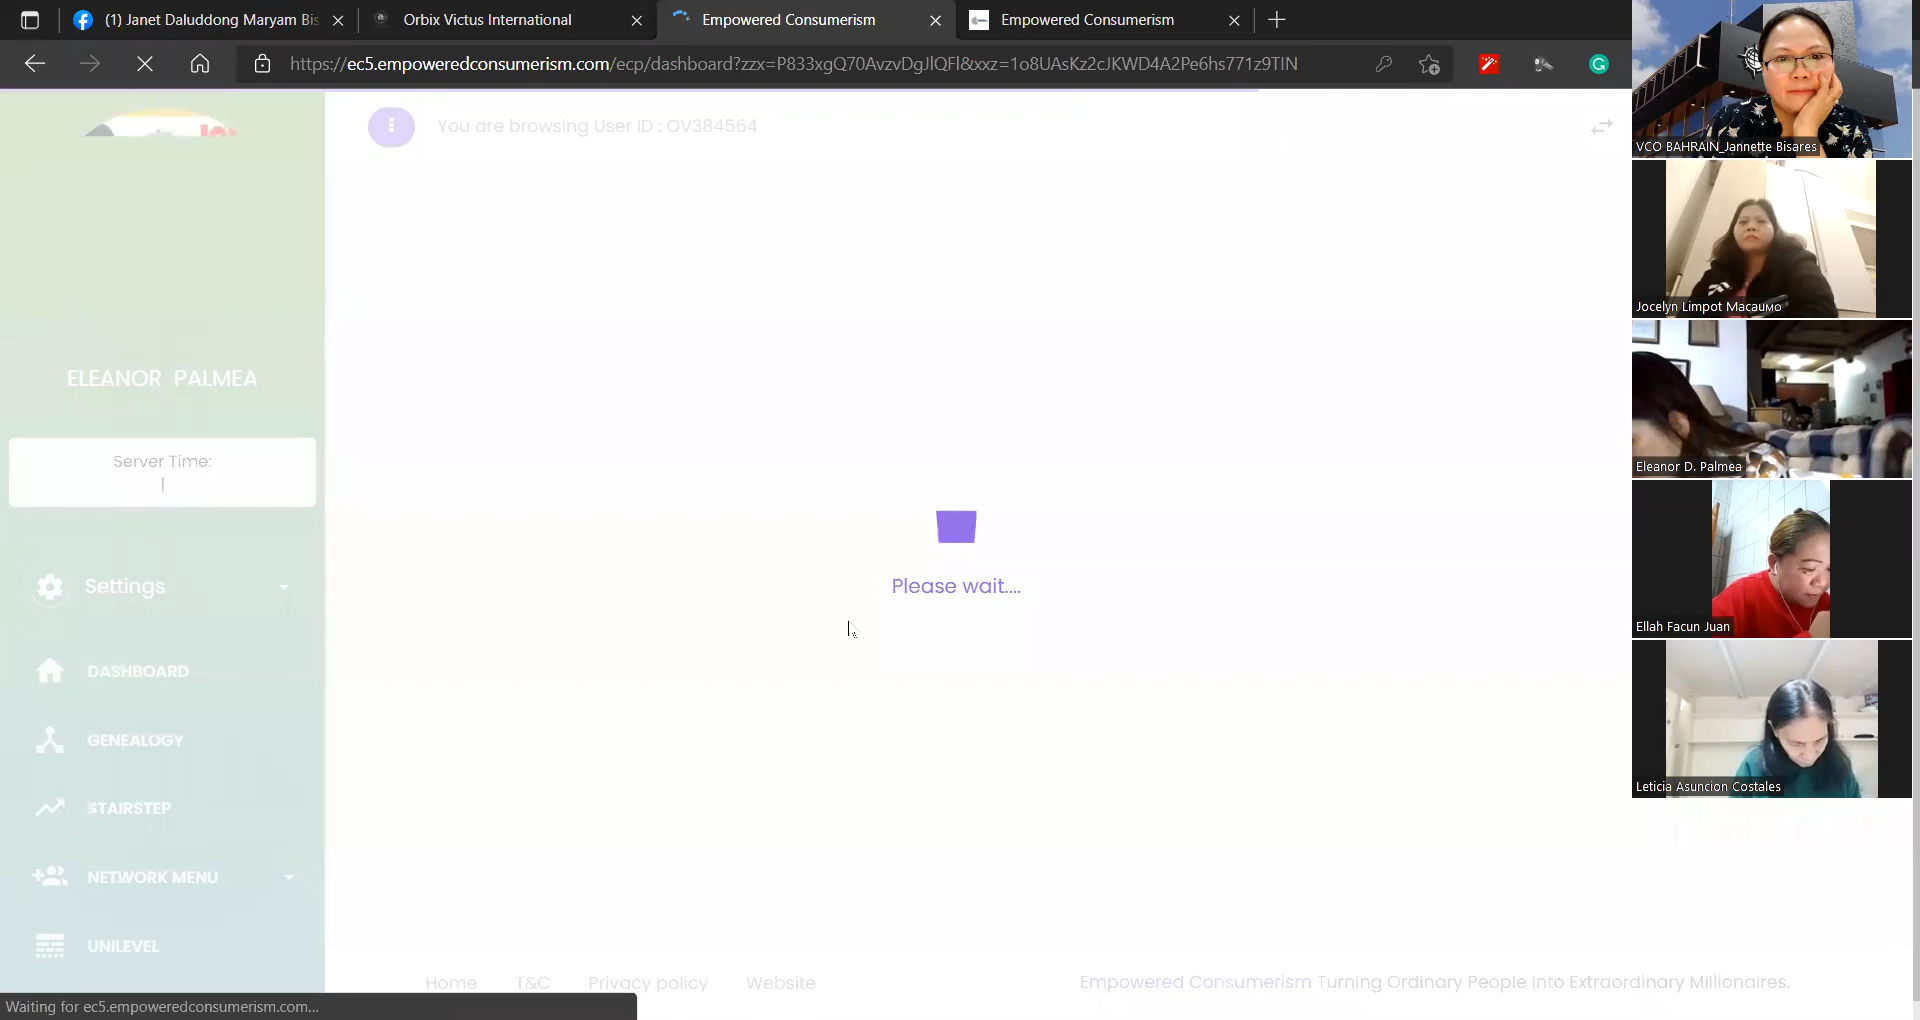 (1) Janet Daluddong Maryam Bis
Orbix Victus International
Empowered Consumerism
Empowered Consumerism
https://ec5.empoweredconsumerism.com/ecp/dashboard?zzx=P833xgQ70AvzvDgJlQFl&xxz=1o8UAsKz2cJKWD4A2Pe6hs771z9TIN
You are browsing User ID : OV384564
ELEANOR PALMEA
Server Time:
Settings
DASHBOARD
GENEALOGY
STAIRSTEP
NETWORK MENU
UNILEVEL
Please wait....
Home
T&C
Privacy policy
Website
Empowered Consumerism Turning Ordinary People Into Extraordinary Millionaires.
Waiting for ec5.empoweredconsumerism.com...
VCO BAHRAIN_Jannette Bisares
Jocelyn Limpot Macaumo
Eleanor D. Palmea
Ellah Facun Juan
Leticia Asuncion Costales